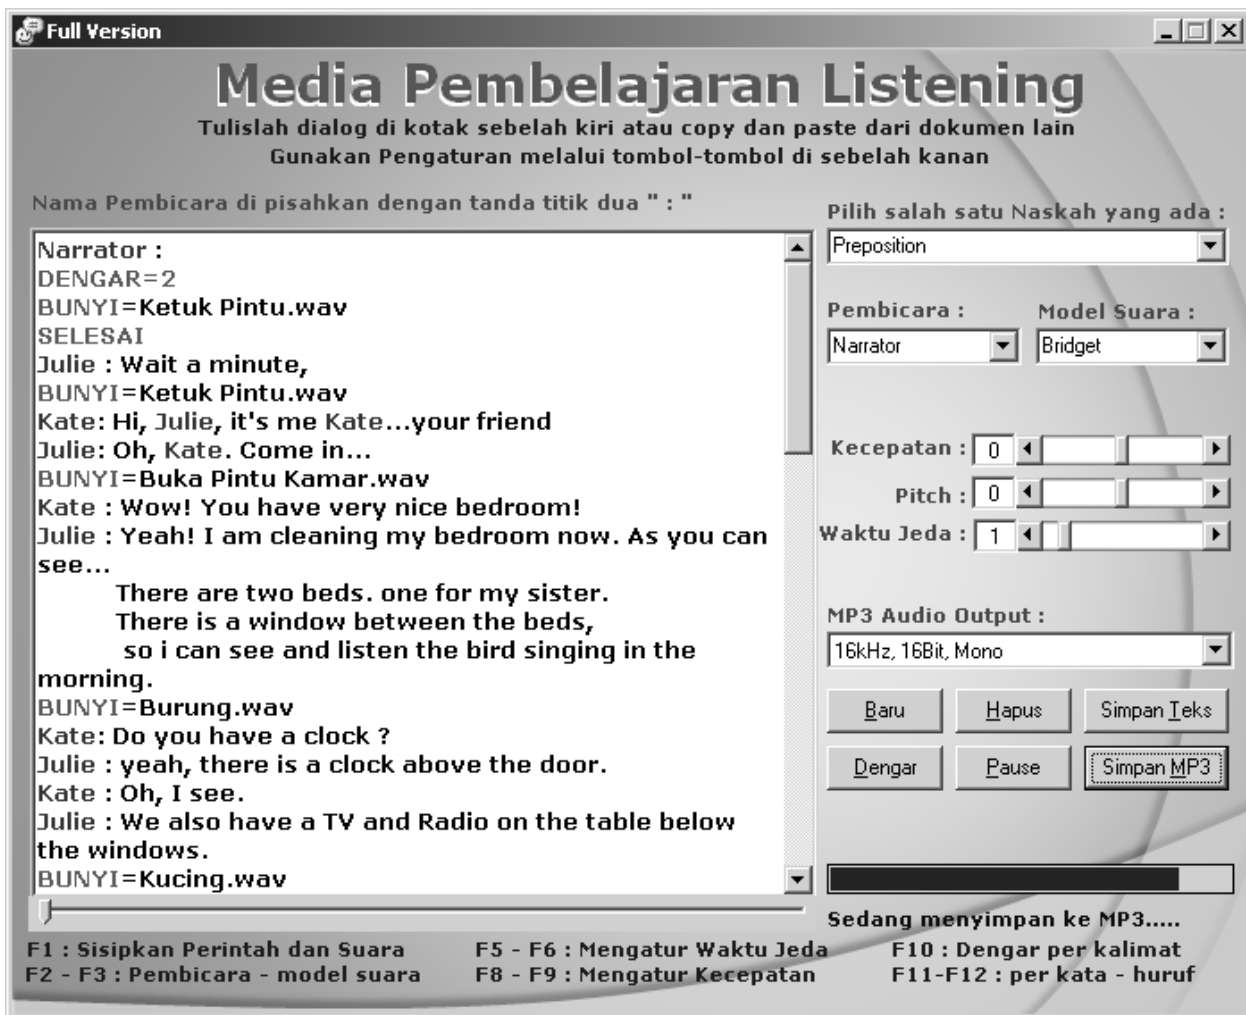 Full Version
Media Pembelajaran Listening
Tulislah dialog di kotak sebelah kiri atau copy dan paste dari dokumen lain
Gunakan Pengaturan melalui tombol-tombol di sebelah kanan
Nama Pembicara di pisahkan dengan tanda titik dua " : "
Narrator :
DENGAR=2
BUNYI=Ketuk Pintu.wav
SELESAI
Julie : Wait a minute,
BUNYI=Ketuk Pintu.wav
Kate: Hi, Julie, it's me Kate...your friend
Julie: Oh, Kate. Come in...
BUNYI=Buka Pintu Kamar.wav
Kate : Wow! You have very nice bedroom!
Julie : Yeah! I am cleaning my bedroom now. As you can
see...
There are two beds. one for my sister.
There is a window between the beds,
so i can see and listen the bird singing in the
morning.
BUNYI=Burung.wav
Kate: Do you have a clock ?
Julie : yeah, there is a clock above the door.
Kate : Oh, I see.
Julie : We also have a TV and Radio on the table below
the windows.
BUNYI=Kucing.wav
Pilih salah satu Naskah yang ada :
Preposition
Pembicara : Model Suara :
Narrator Bridget
Kecepatan : 0
Pitch : 0
Waktu Jeda : 1
MP3 Audio Output :
16kHz, 16Bit, Mono
Baru Hapus Simpan Teks
Dengar Pause Simpan MP3
Sedang menyimpan ke MP3.....
F1 : Sisipkan Perintah dan Suara F5 - F6 : Mengatur Waktu Jeda F10 : Dengar per kalimat
F2 - F3 : Pembicara - model suara F8 - F9 : Mengatur Kecepatan F11-F12 : per kata - huruf